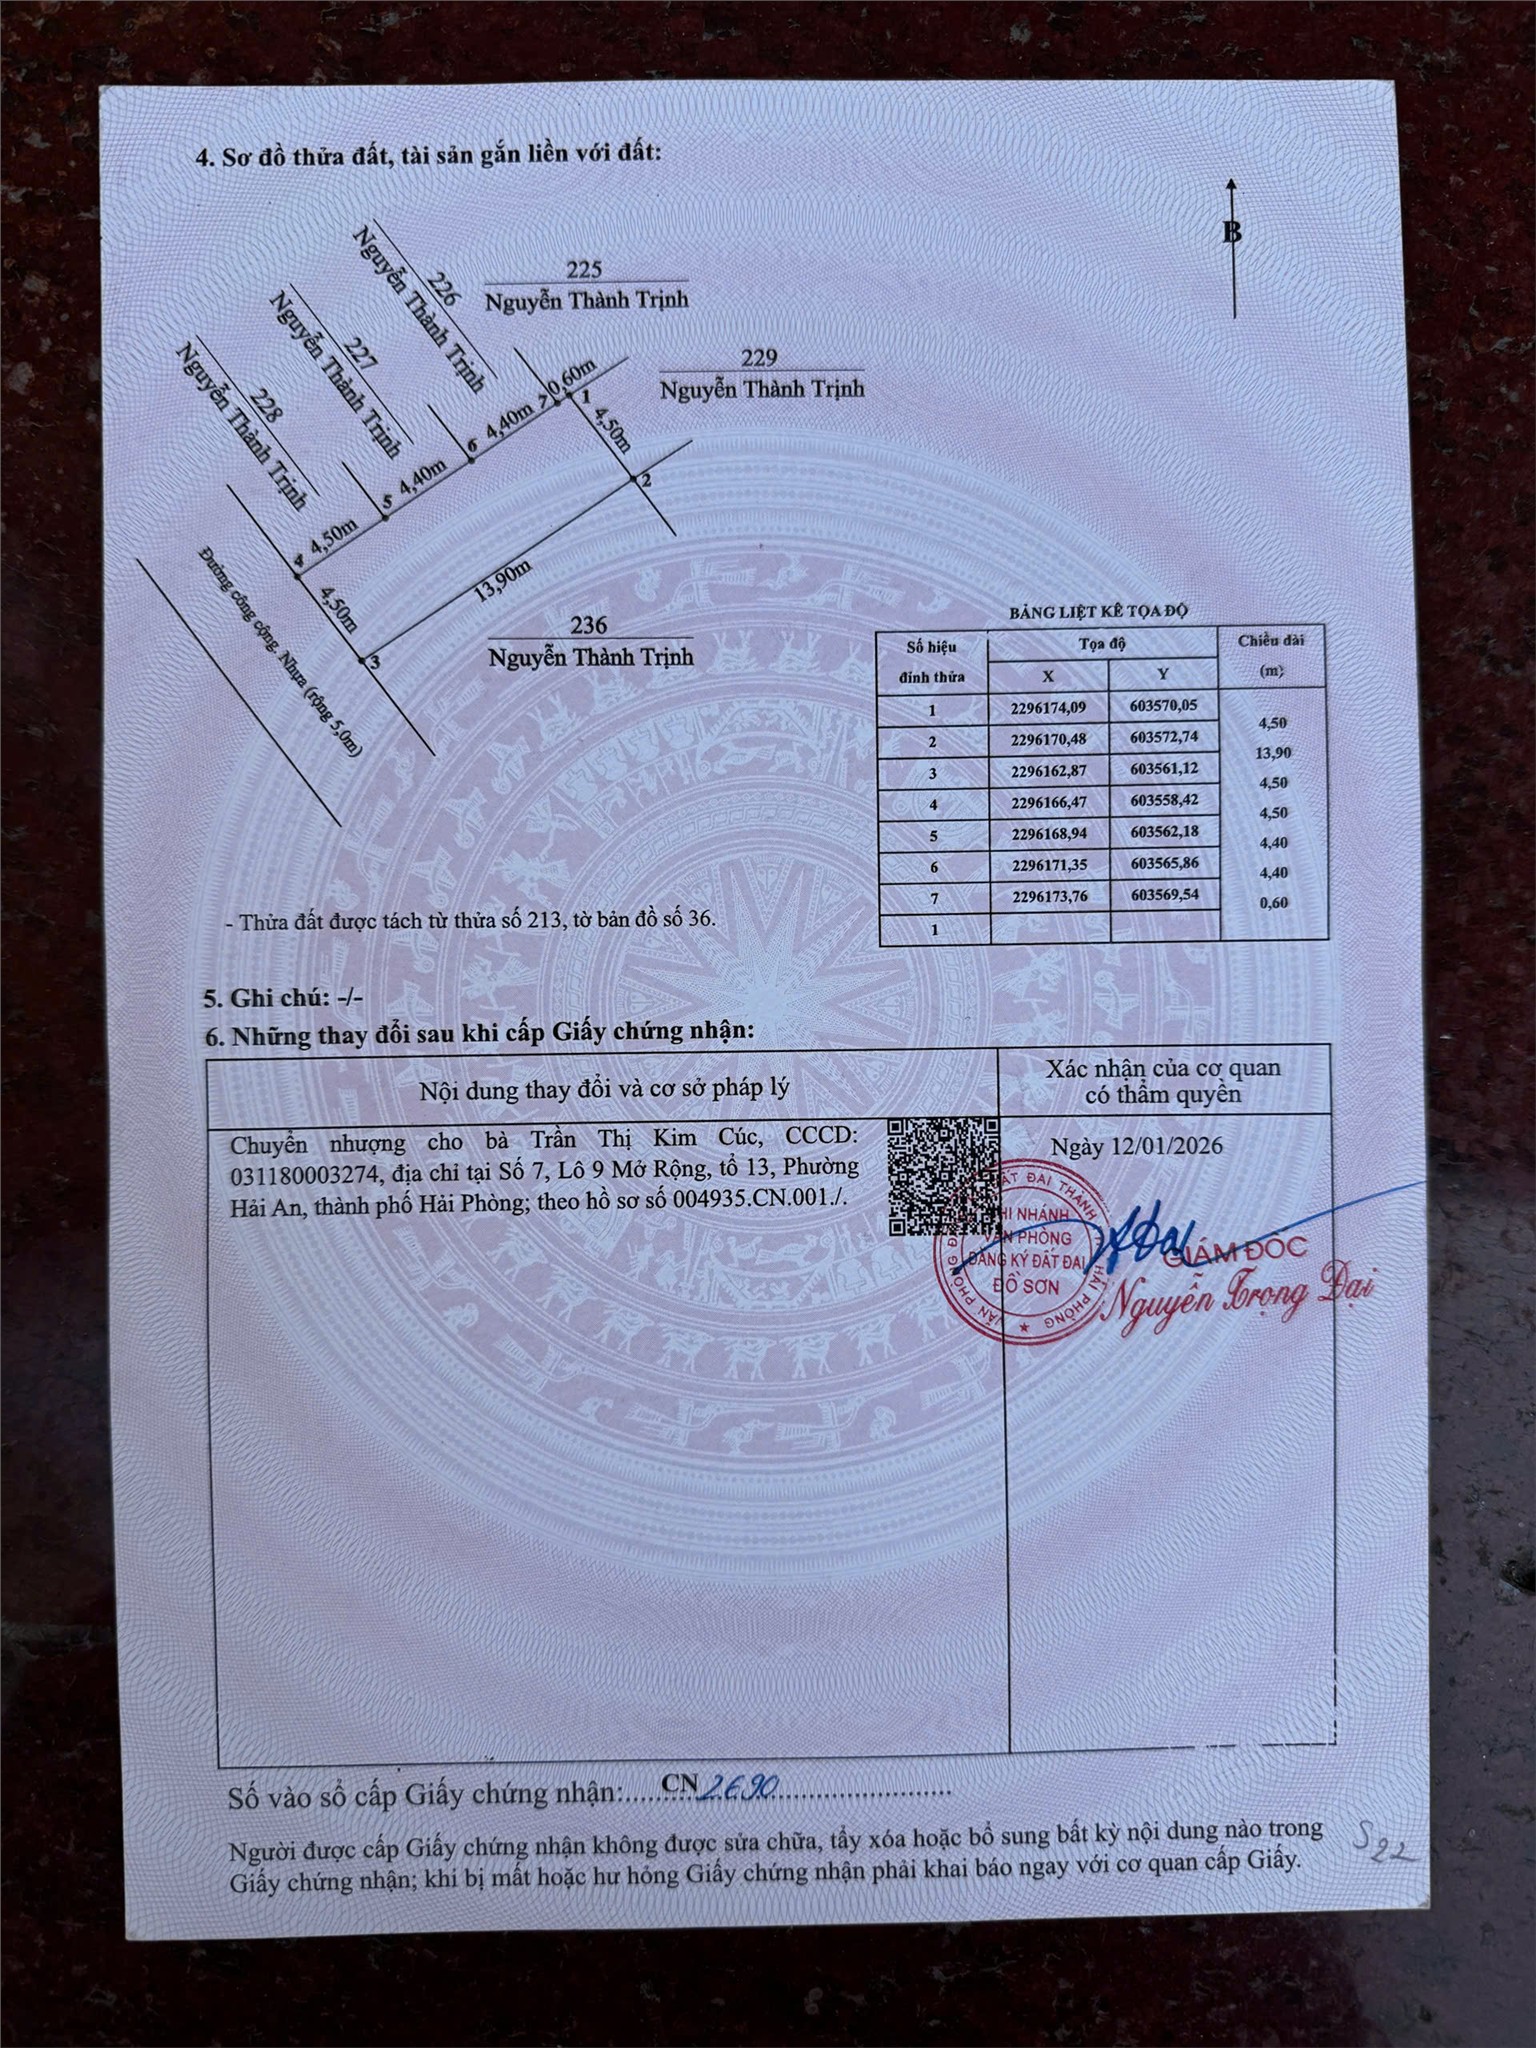 4. Sơ đồ thửa đất, tài sản gắn liền với đất:
B
226
Nguyễn Thành Trịnh
225
Nguyễn Thành Trịnh
227
Nguyễn Thành Trịnh
228
Nguyễn Thành Trịnh
229
Nguyễn Thành Trịnh
0,60m
7
1
4,40m
6
4,50m
4,40m
5
2
4,50m
4
13,90m
4,50m
3
Đường công cộng. Nhựa (rộng 5,0m)
236
Nguyễn Thành Trịnh
BẢNG LIỆT KÊ TỌA ĐỘ
Số hiệu đỉnh thửa Tọa độ Chiều dài (m)
X Y
1 2296174,09 603570,05
4,50
2 2296170,48 603572,74
13,90
3 2296162,87 603561,12
4,50
4 2296166,47 603558,42
4,50
5 2296168,94 603562,18
4,40
6 2296171,35 603565,86
4,40
7 2296173,76 603569,54
0,60
1
- Thửa đất được tách từ thửa số 213, tờ bản đồ số 36.
5. Ghi chú: -/-
6. Những thay đổi sau khi cấp Giấy chứng nhận:
Nội dung thay đổi và cơ sở pháp lý
Xác nhận của cơ quan
có thẩm quyền
Chuyển nhượng cho bà Trần Thị Kim Cúc, CCCD:
031180003274, địa chỉ tại Số 7, Lô 9 Mở Rộng, tổ 13, Phường
Hải An, thành phố Hải Phòng; theo hồ sơ số 004935.CN.001./.
Ngày 12/01/2026
HI NHÁNH
VĂN PHÒNG
ĐĂNG KÝ ĐẤT ĐAI
ĐỒ SƠN
GIÁM ĐỐC
Nguyễn Trọng Đại
Số vào sổ cấp Giấy chứng nhận:......CN 2690..........................
Người được cấp Giấy chứng nhận không được sửa chữa, tẩy xóa hoặc bổ sung bất kỳ nội dung nào trong
Giấy chứng nhận; khi bị mất hoặc hư hỏng Giấy chứng nhận phải khai báo ngay với cơ quan cấp Giấy.
S22